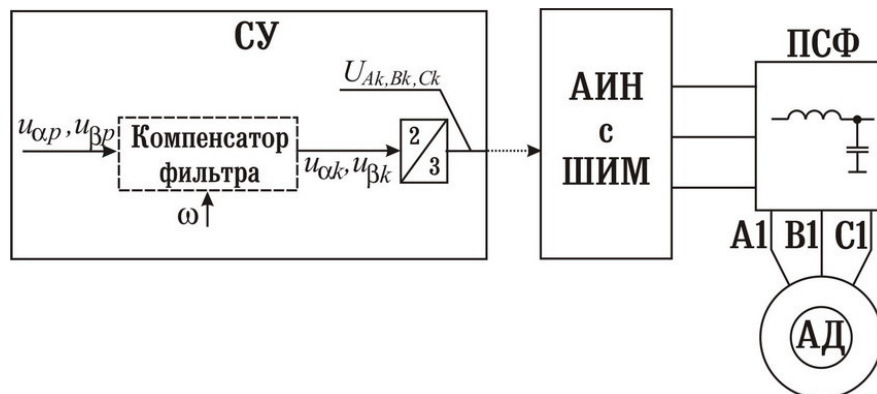 СУ
U_{Ak,Bk,Ck}
u_{αp}, u_{βp}
Компенсатор
фильтра
ω
u_{αk}, u_{βk}
2
3
АИН
с
ШИМ
ПСФ
A1 B1 C1
АД